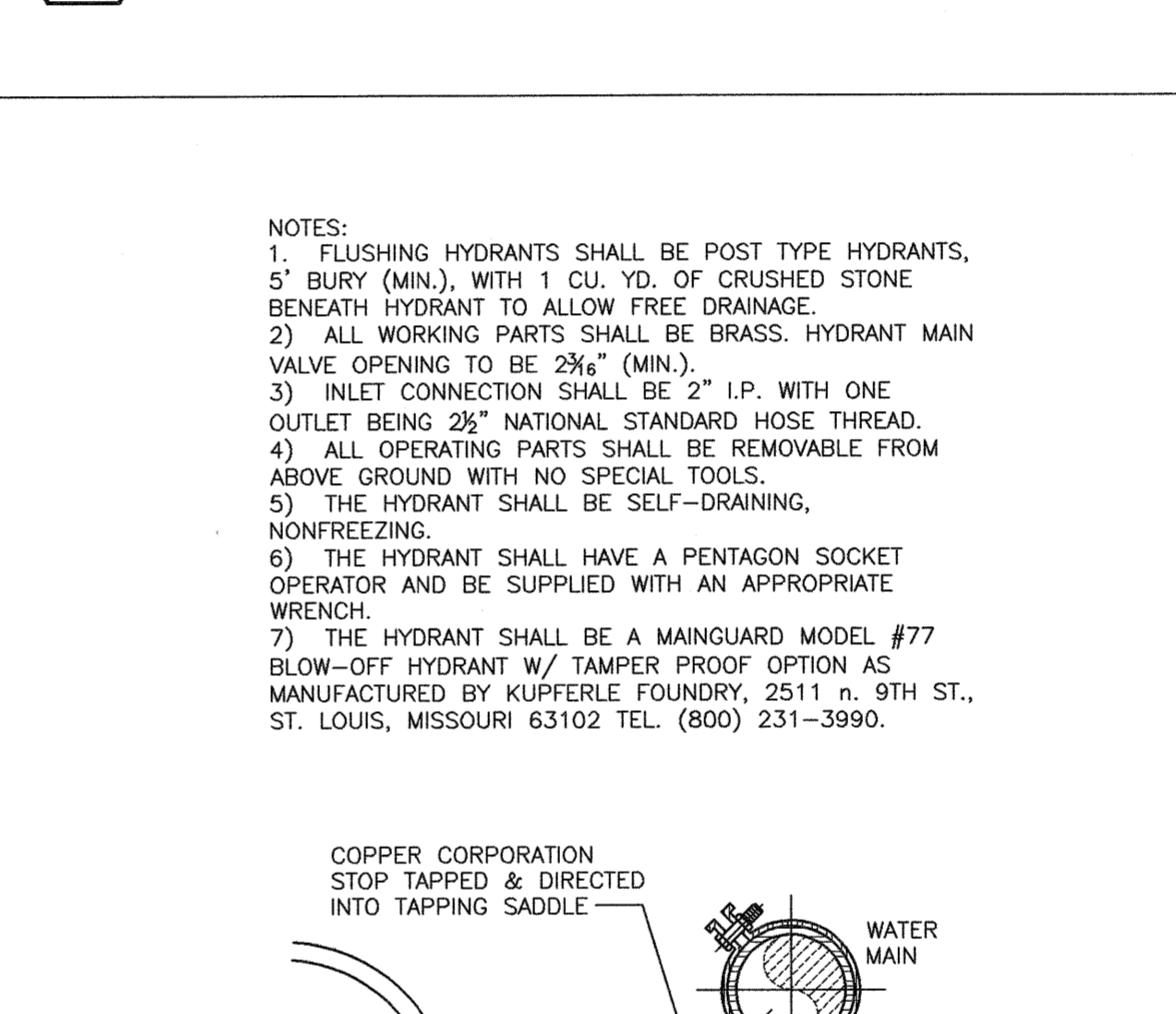 NOTES:
1. FLUSHING HYDRANTS SHALL BE POST TYPE HYDRANTS,
5' BURY (MIN.), WITH 1 CU. YD. OF CRUSHED STONE
BENEATH HYDRANT TO ALLOW FREE DRAINAGE.
2) ALL WORKING PARTS SHALL BE BRASS. HYDRANT MAIN
VALVE OPENING TO BE 2 3/16" (MIN.).
3) INLET CONNECTION SHALL BE 2" I.P. WITH ONE
OUTLET BEING 2 1/2" NATIONAL STANDARD HOSE THREAD.
4) ALL OPERATING PARTS SHALL BE REMOVABLE FROM
ABOVE GROUND WITH NO SPECIAL TOOLS.
5) THE HYDRANT SHALL BE SELF-DRAINING,
NONFREEZING.
6) THE HYDRANT SHALL HAVE A PENTAGON SOCKET
OPERATOR AND BE SUPPLIED WITH AN APPROPRIATE
WRENCH.
7) THE HYDRANT SHALL BE A MAINGUARD MODEL #77
BLOW-OFF HYDRANT W/ TAMPER PROOF OPTION AS
MANUFACTURED BY KUPFERLE FOUNDRY, 2511 n. 9TH ST.,
ST. LOUIS, MISSOURI 63102 TEL. (800) 231-3990.
COPPER CORPORATION
STOP TAPPED & DIRECTED
INTO TAPPING SADDLE
WATER
MAIN